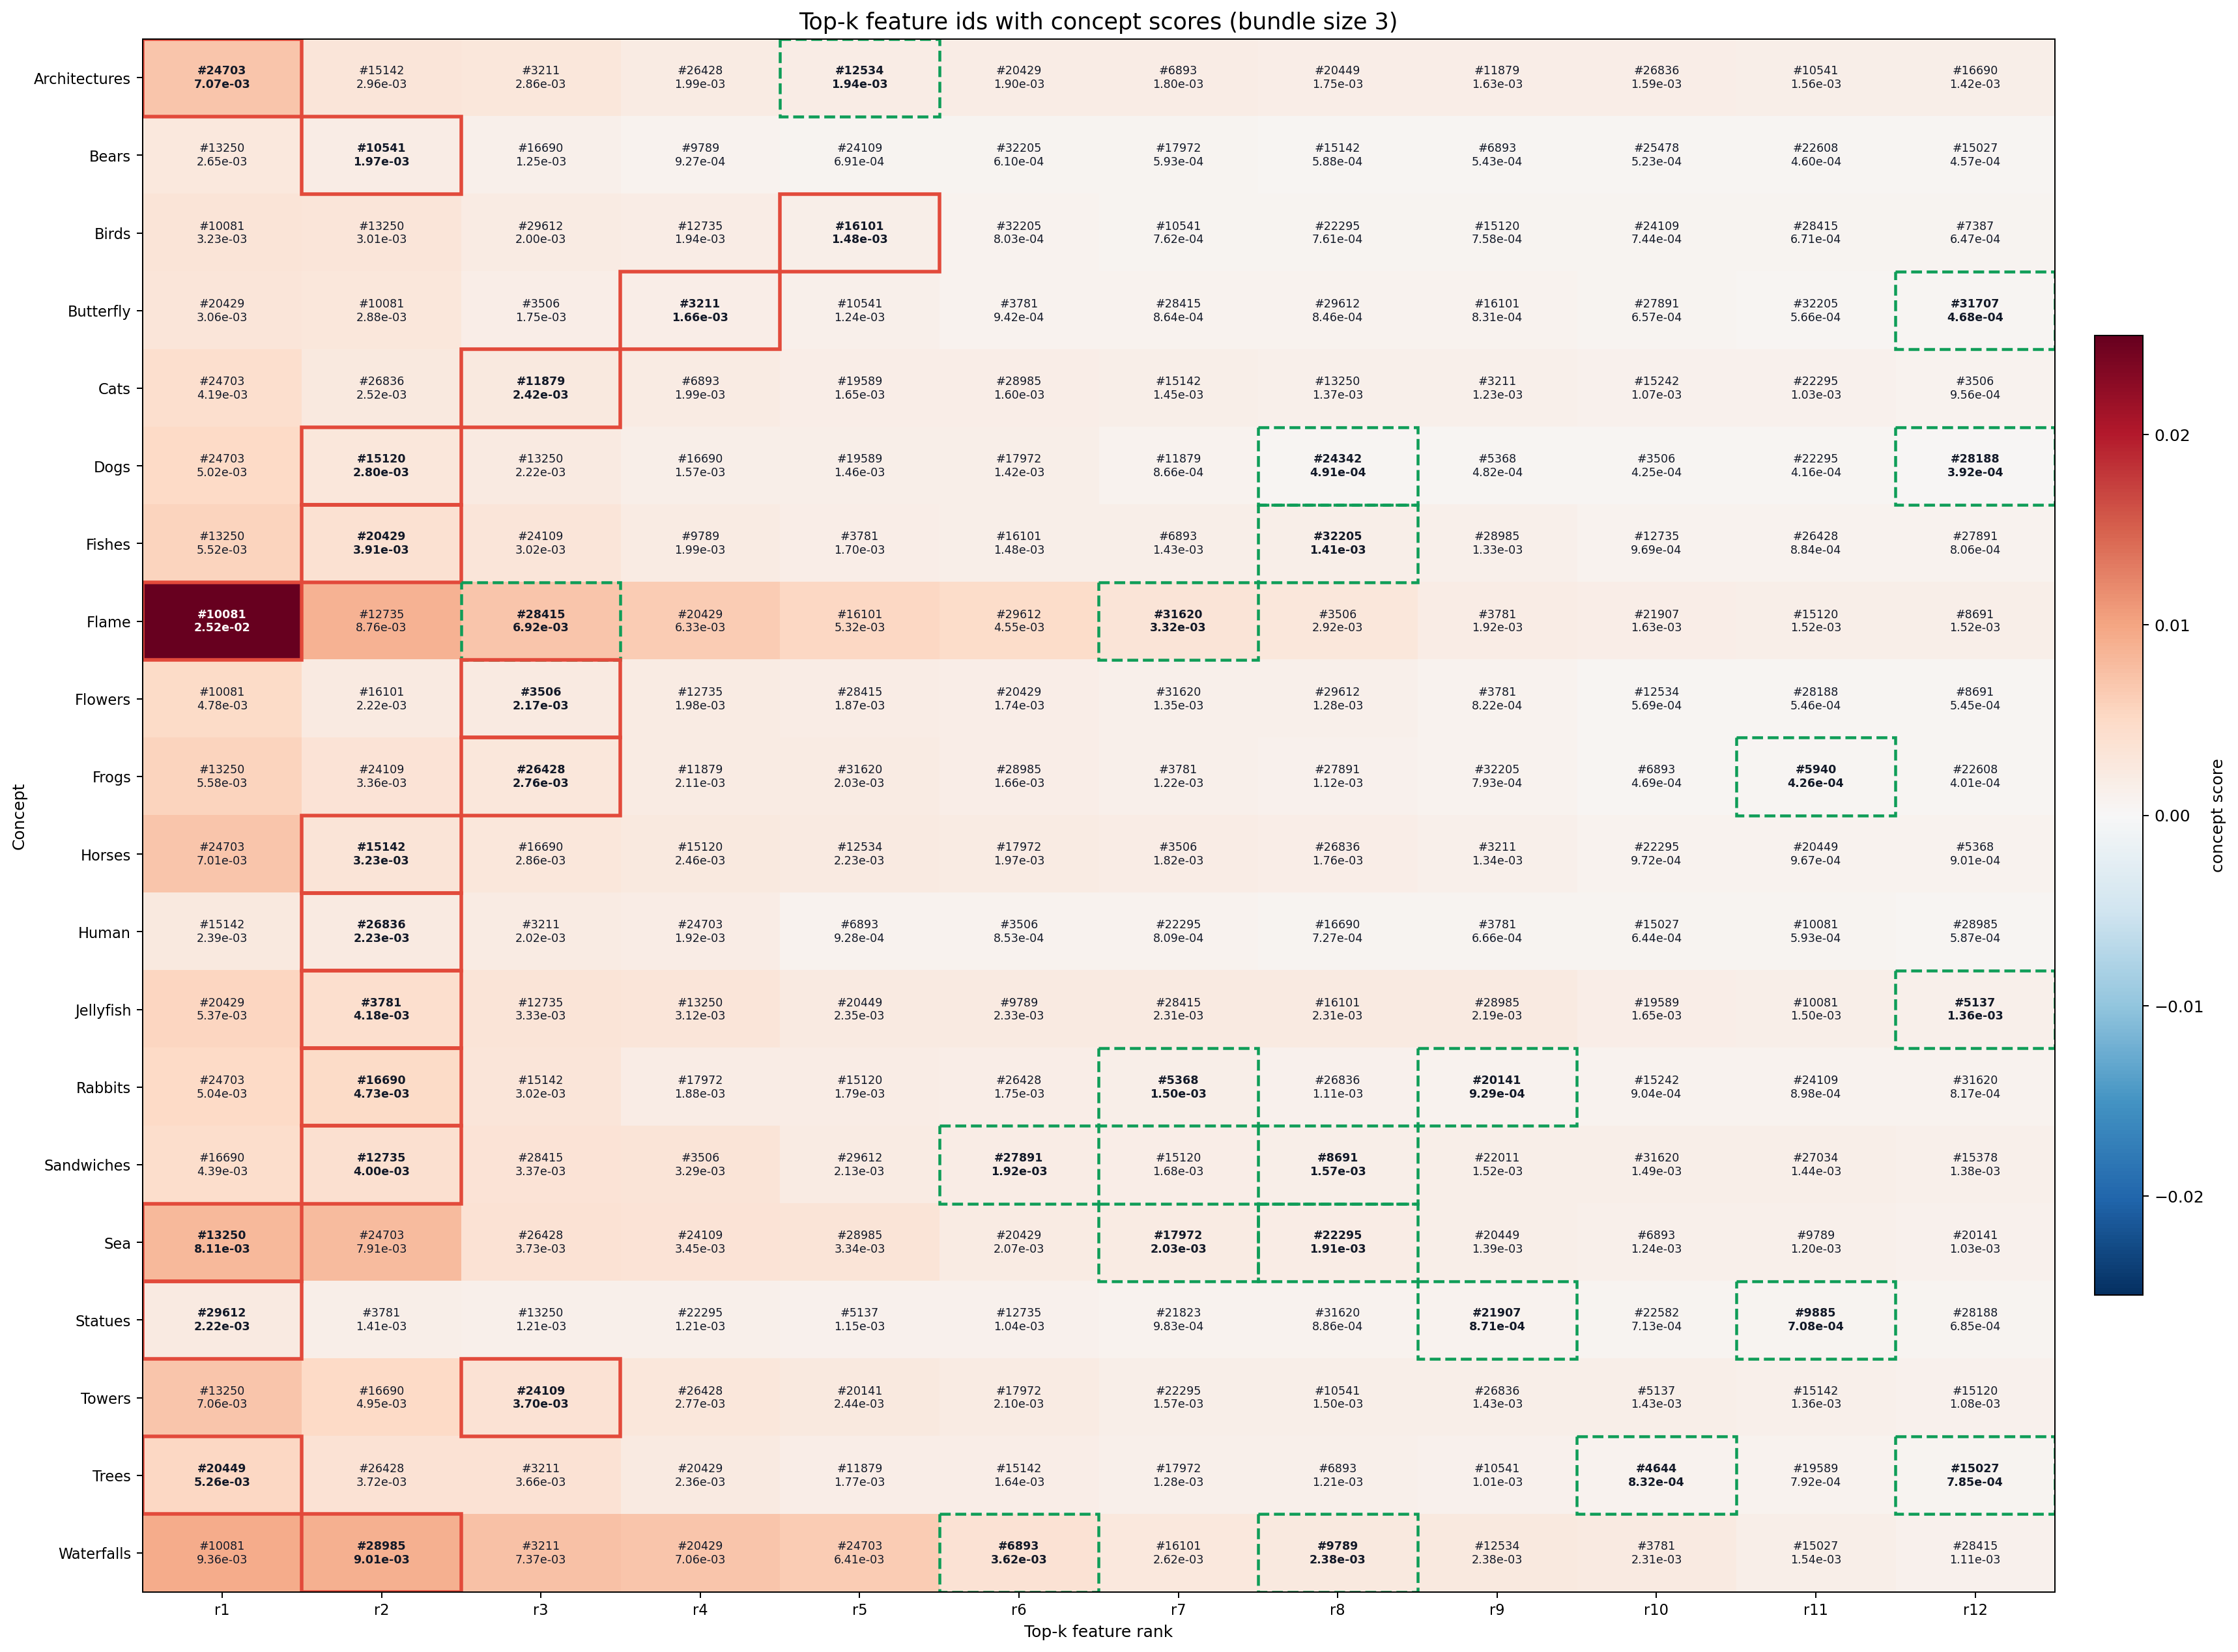 Top-k feature ids with concept scores (bundle size 3)
Architectures
#24703 #15142 #3211 #26428 #12534 #20429 #6893 #20449 #11879 #26836 #10541 #16690
7.07e-03 2.96e-03 2.86e-03 1.99e-03 1.94e-03 1.90e-03 1.80e-03 1.75e-03 1.63e-03 1.59e-03 1.56e-03 1.42e-03
Bears
#13250 #10541 #16690 #9789 #24109 #32205 #17972 #15142 #6893 #25478 #22608 #15027
2.65e-03 1.97e-03 1.25e-03 9.27e-04 6.91e-04 6.10e-04 5.93e-04 5.88e-04 5.43e-04 5.23e-04 4.60e-04 4.57e-04
Birds
#10081 #13250 #29612 #12735 #16101 #32205 #10541 #22295 #15120 #24109 #28415 #7387
3.23e-03 3.01e-03 2.00e-03 1.94e-03 1.48e-03 8.03e-04 7.62e-04 7.61e-04 7.58e-04 7.44e-04 6.71e-04 6.47e-04
Butterfly
#20429 #10081 #3506 #3211 #10541 #3781 #28415 #29612 #16101 #27891 #32205 #31707
3.06e-03 2.88e-03 1.75e-03 1.66e-03 1.24e-03 9.42e-04 8.64e-04 8.46e-04 8.31e-04 6.57e-04 5.66e-04 4.68e-04
Cats
#24703 #26836 #11879 #6893 #19589 #28985 #15142 #13250 #3211 #15242 #22295 #3506
4.19e-03 2.52e-03 2.42e-03 1.99e-03 1.65e-03 1.60e-03 1.45e-03 1.37e-03 1.23e-03 1.07e-03 1.03e-03 9.56e-04
Dogs
#24703 #15120 #13250 #16690 #19589 #17972 #11879 #24342 #5368 #3506 #22295 #28188
5.02e-03 2.80e-03 2.22e-03 1.57e-03 1.46e-03 1.42e-03 8.66e-04 4.91e-04 4.82e-04 4.25e-04 4.16e-04 3.92e-04
Fishes
#13250 #20429 #24109 #9789 #3781 #16101 #6893 #32205 #28985 #12735 #26428 #27891
5.52e-03 3.91e-03 3.02e-03 1.99e-03 1.70e-03 1.48e-03 1.43e-03 1.41e-03 1.33e-03 9.69e-04 8.84e-04 8.06e-04
Flame
#10081 #12735 #28415 #20429 #16101 #29612 #31620 #3506 #3781 #21907 #15120 #8691
2.52e-02 8.76e-03 6.92e-03 6.33e-03 5.32e-03 4.55e-03 3.32e-03 2.92e-03 1.92e-03 1.63e-03 1.52e-03 1.52e-03
Flowers
#10081 #16101 #3506 #12735 #28415 #20429 #31620 #29612 #3781 #12534 #28188 #8691
4.78e-03 2.22e-03 2.17e-03 1.98e-03 1.87e-03 1.74e-03 1.35e-03 1.28e-03 8.22e-04 5.69e-04 5.46e-04 5.45e-04
Frogs
#13250 #24109 #26428 #11879 #31620 #28985 #3781 #27891 #32205 #6893 #5940 #22608
5.58e-03 3.36e-03 2.76e-03 2.11e-03 2.03e-03 1.66e-03 1.22e-03 1.12e-03 7.93e-04 4.69e-04 4.26e-04 4.01e-04
Horses
#24703 #15142 #16690 #15120 #12534 #17972 #3506 #26836 #3211 #22295 #20449 #5368
7.01e-03 3.23e-03 2.86e-03 2.46e-03 2.23e-03 1.97e-03 1.82e-03 1.76e-03 1.34e-03 9.72e-04 9.67e-04 9.01e-04
Human
#15142 #26836 #3211 #24703 #6893 #3506 #22295 #16690 #3781 #15027 #10081 #28985
2.39e-03 2.23e-03 2.02e-03 1.92e-03 9.28e-04 8.53e-04 8.09e-04 7.27e-04 6.66e-04 6.44e-04 5.93e-04 5.87e-04
Jellyfish
#20429 #3781 #12735 #13250 #20449 #9789 #28415 #16101 #28985 #19589 #10081 #5137
5.37e-03 4.18e-03 3.33e-03 3.12e-03 2.35e-03 2.33e-03 2.31e-03 2.31e-03 2.19e-03 1.65e-03 1.50e-03 1.36e-03
Rabbits
#24703 #16690 #15142 #17972 #15120 #26428 #5368 #26836 #20141 #15242 #24109 #31620
5.04e-03 4.73e-03 3.02e-03 1.88e-03 1.79e-03 1.75e-03 1.50e-03 1.11e-03 9.29e-04 9.04e-04 8.98e-04 8.17e-04
Sandwiches
#16690 #12735 #28415 #3506 #29612 #27891 #15120 #8691 #22011 #31620 #27034 #15378
4.39e-03 4.00e-03 3.37e-03 3.29e-03 2.13e-03 1.92e-03 1.68e-03 1.57e-03 1.52e-03 1.49e-03 1.44e-03 1.38e-03
Sea
#13250 #24703 #26428 #24109 #28985 #20429 #17972 #22295 #20449 #6893 #9789 #20141
8.11e-03 7.91e-03 3.73e-03 3.45e-03 3.34e-03 2.07e-03 2.03e-03 1.91e-03 1.39e-03 1.24e-03 1.20e-03 1.03e-03
Statues
#29612 #3781 #13250 #22295 #5137 #12735 #21823 #31620 #21907 #22582 #9885 #28188
2.22e-03 1.41e-03 1.21e-03 1.21e-03 1.15e-03 1.04e-03 9.83e-04 8.86e-04 8.71e-04 7.13e-04 7.08e-04 6.85e-04
Towers
#13250 #16690 #24109 #26428 #20141 #17972 #22295 #10541 #26836 #5137 #15142 #15120
7.06e-03 4.95e-03 3.70e-03 2.77e-03 2.44e-03 2.10e-03 1.57e-03 1.50e-03 1.43e-03 1.43e-03 1.36e-03 1.08e-03
Trees
#20449 #26428 #3211 #20429 #11879 #15142 #17972 #6893 #10541 #4644 #19589 #15027
5.26e-03 3.72e-03 3.66e-03 2.36e-03 1.77e-03 1.64e-03 1.28e-03 1.21e-03 1.01e-03 8.32e-04 7.92e-04 7.85e-04
Waterfalls
#10081 #28985 #3211 #20429 #24703 #6893 #16101 #9789 #12534 #3781 #15027 #28415
9.36e-03 9.01e-03 7.37e-03 7.06e-03 6.41e-03 3.62e-03 2.62e-03 2.38e-03 2.38e-03 2.31e-03 1.54e-03 1.11e-03
r1 r2 r3 r4 r5 r6 r7 r8 r9 r10 r11 r12
Top-k feature rank
Concept
0.02
0.01
0.00
−0.01
−0.02
concept score